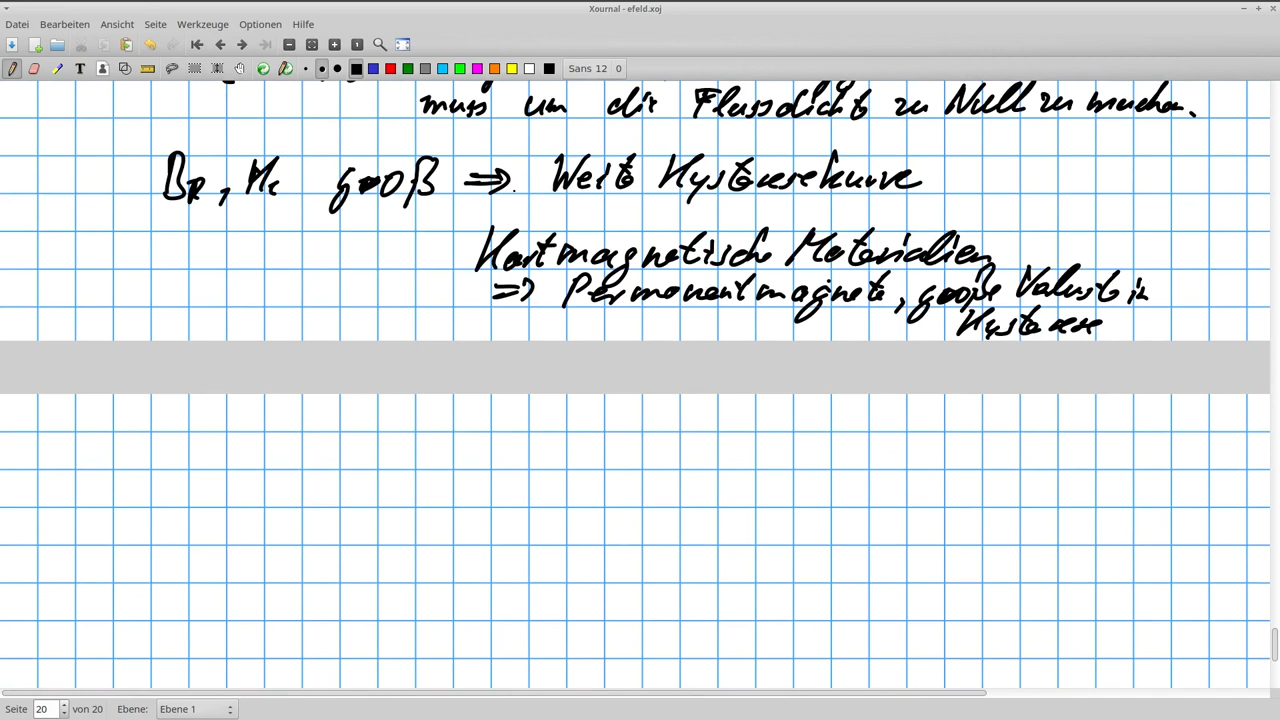 Xournal - efeld.xoj
Datei Bearbeiten Ansicht Seite Werkzeuge Optionen Hilfe
Sans 12 0
muss um die Flussdichte zu Null zu machen.
BR, Hc groß => Weite Hysteresekurve
Hartmagnetische Materialien
=> Permanentmagnete, große Verluste in
Hysterese
Seite 20 von 20 Ebene: Ebene 1